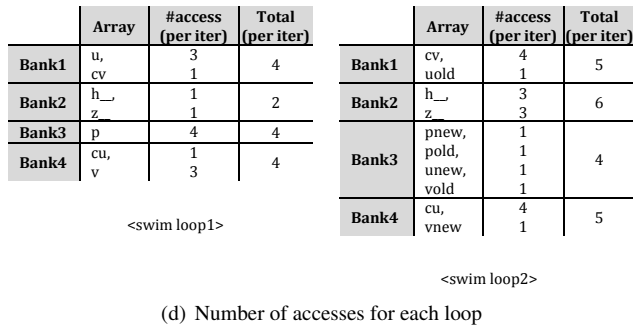 Array #access (per iter) Total (per iter)
Bank1 u, 3 4
cv 1
Bank2 h__, 1 2
z__ 1
Bank3 p 4 4
Bank4 cu, 1 4
v 3
<swim loop1>
Array #access (per iter) Total (per iter)
Bank1 cv, 4 5
uold 1
Bank2 h__, 3 6
z__ 3
Bank3 pnew, 1 4
pold, 1
unew, 1
vold 1
Bank4 cu, 4 5
vnew 1
<swim loop2>
(d) Number of accesses for each loop